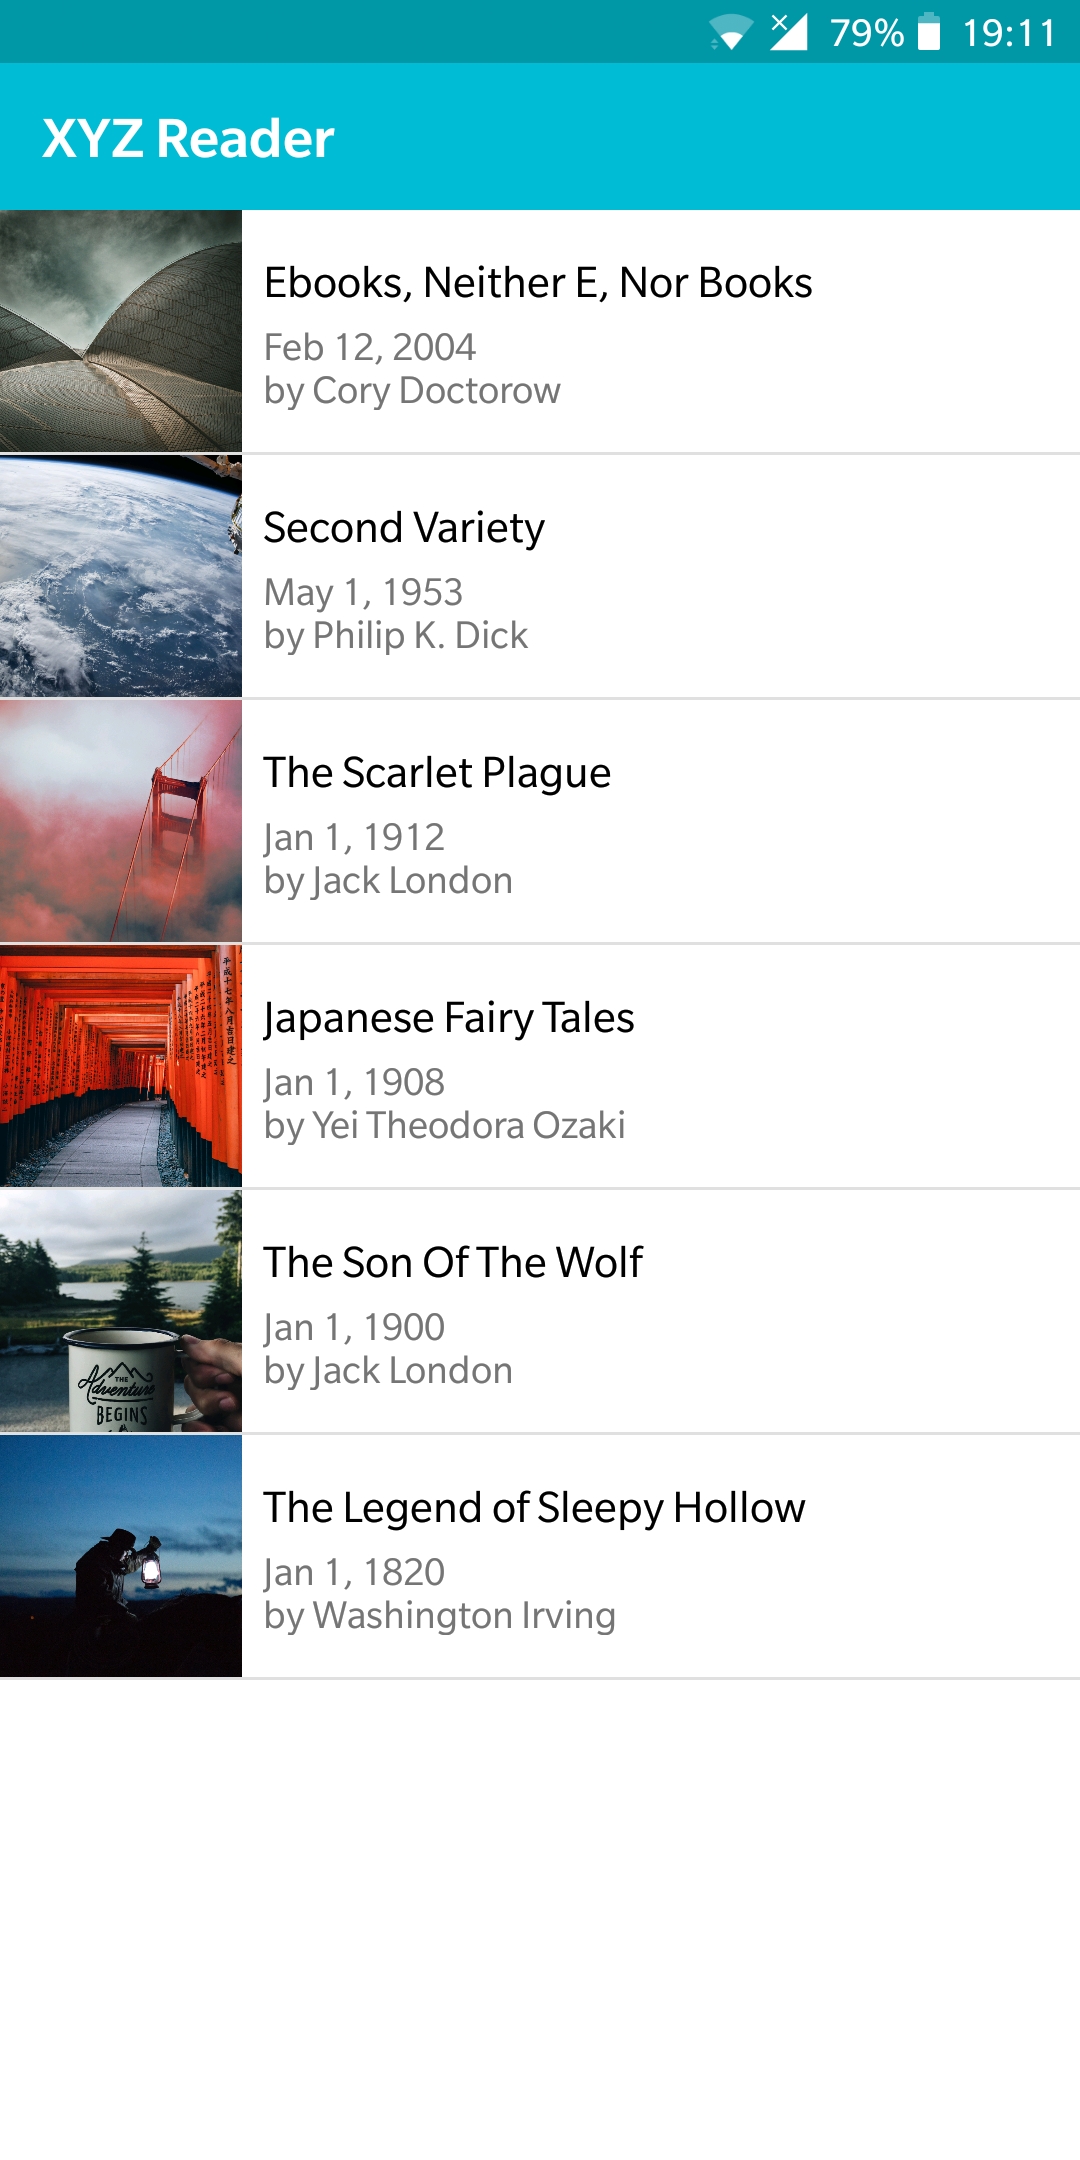 79% 19:11
XYZ Reader
Ebooks, Neither E, Nor Books
Feb 12, 2004
by Cory Doctorow
Second Variety
May 1, 1953
by Philip K. Dick
The Scarlet Plague
Jan 1, 1912
by Jack London
Japanese Fairy Tales
Jan 1, 1908
by Yei Theodora Ozaki
The Son Of The Wolf
Jan 1, 1900
by Jack London
THE
Adventure
BEGINS
The Legend of Sleepy Hollow
Jan 1, 1820
by Washington Irving